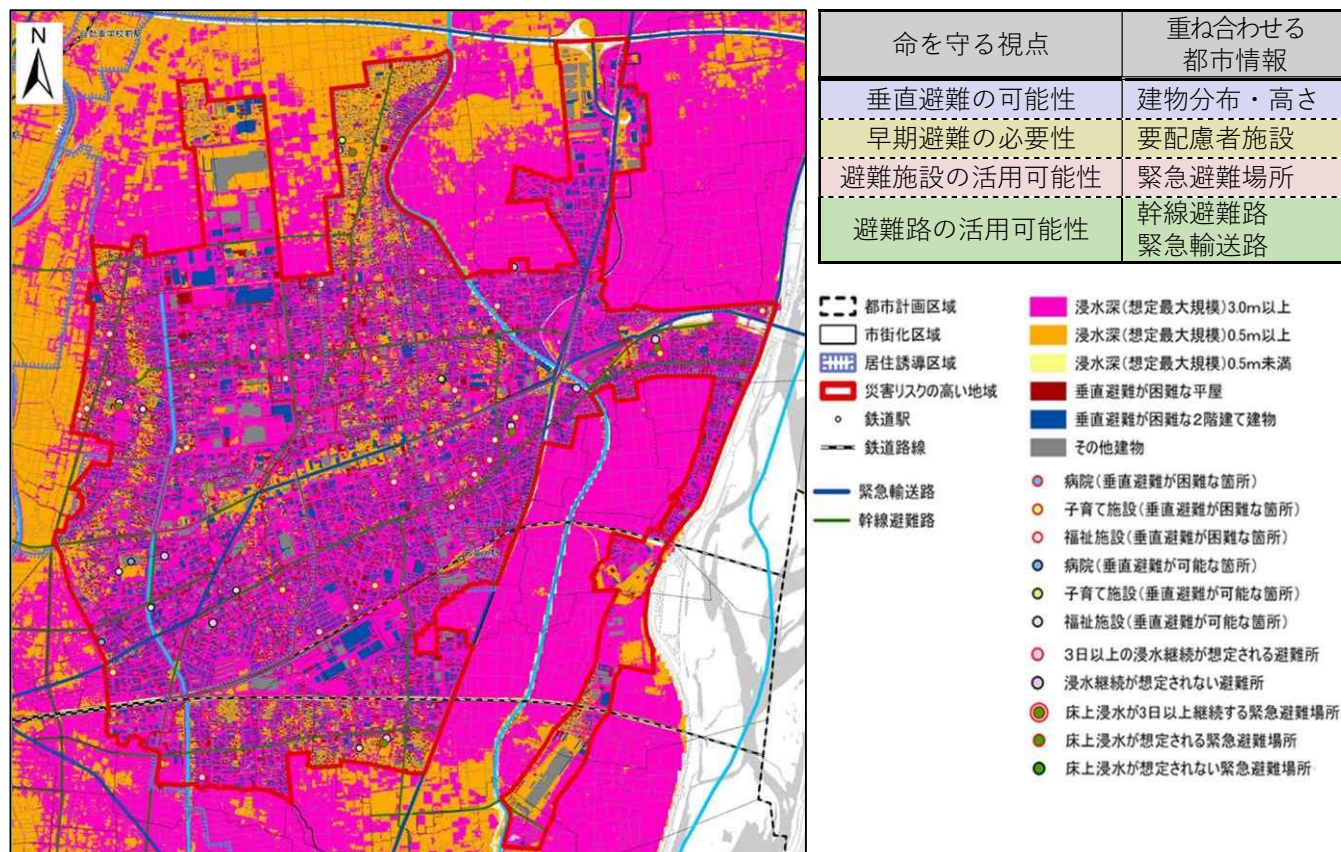 N
自動車学校前駅
命を守る視点
重ね合わせる
都市情報
垂直避難の可能性
建物分布・高さ
早期避難の必要性
要配慮者施設
避難施設の活用可能性
緊急避難場所
避難路の活用可能性
幹線避難路
緊急輸送路
都市計画区域
市街化区域
居住誘導区域
災害リスクの高い地域
鉄道駅
鉄道路線
緊急輸送路
幹線避難路
浸水深(想定最大規模)3.0m以上
浸水深(想定最大規模)0.5m以上
浸水深(想定最大規模)0.5m未満
垂直避難が困難な平屋
垂直避難が困難な2階建て建物
その他建物
病院(垂直避難が困難な箇所)
子育て施設(垂直避難が困難な箇所)
福祉施設(垂直避難が困難な箇所)
病院(垂直避難が可能な箇所)
子育て施設(垂直避難が可能な箇所)
福祉施設(垂直避難が可能な箇所)
3日以上の浸水継続が想定される避難所
浸水継続が想定されない避難所
床上浸水が3日以上継続する緊急避難場所
床上浸水が想定される緊急避難場所
床上浸水が想定されない緊急避難場所